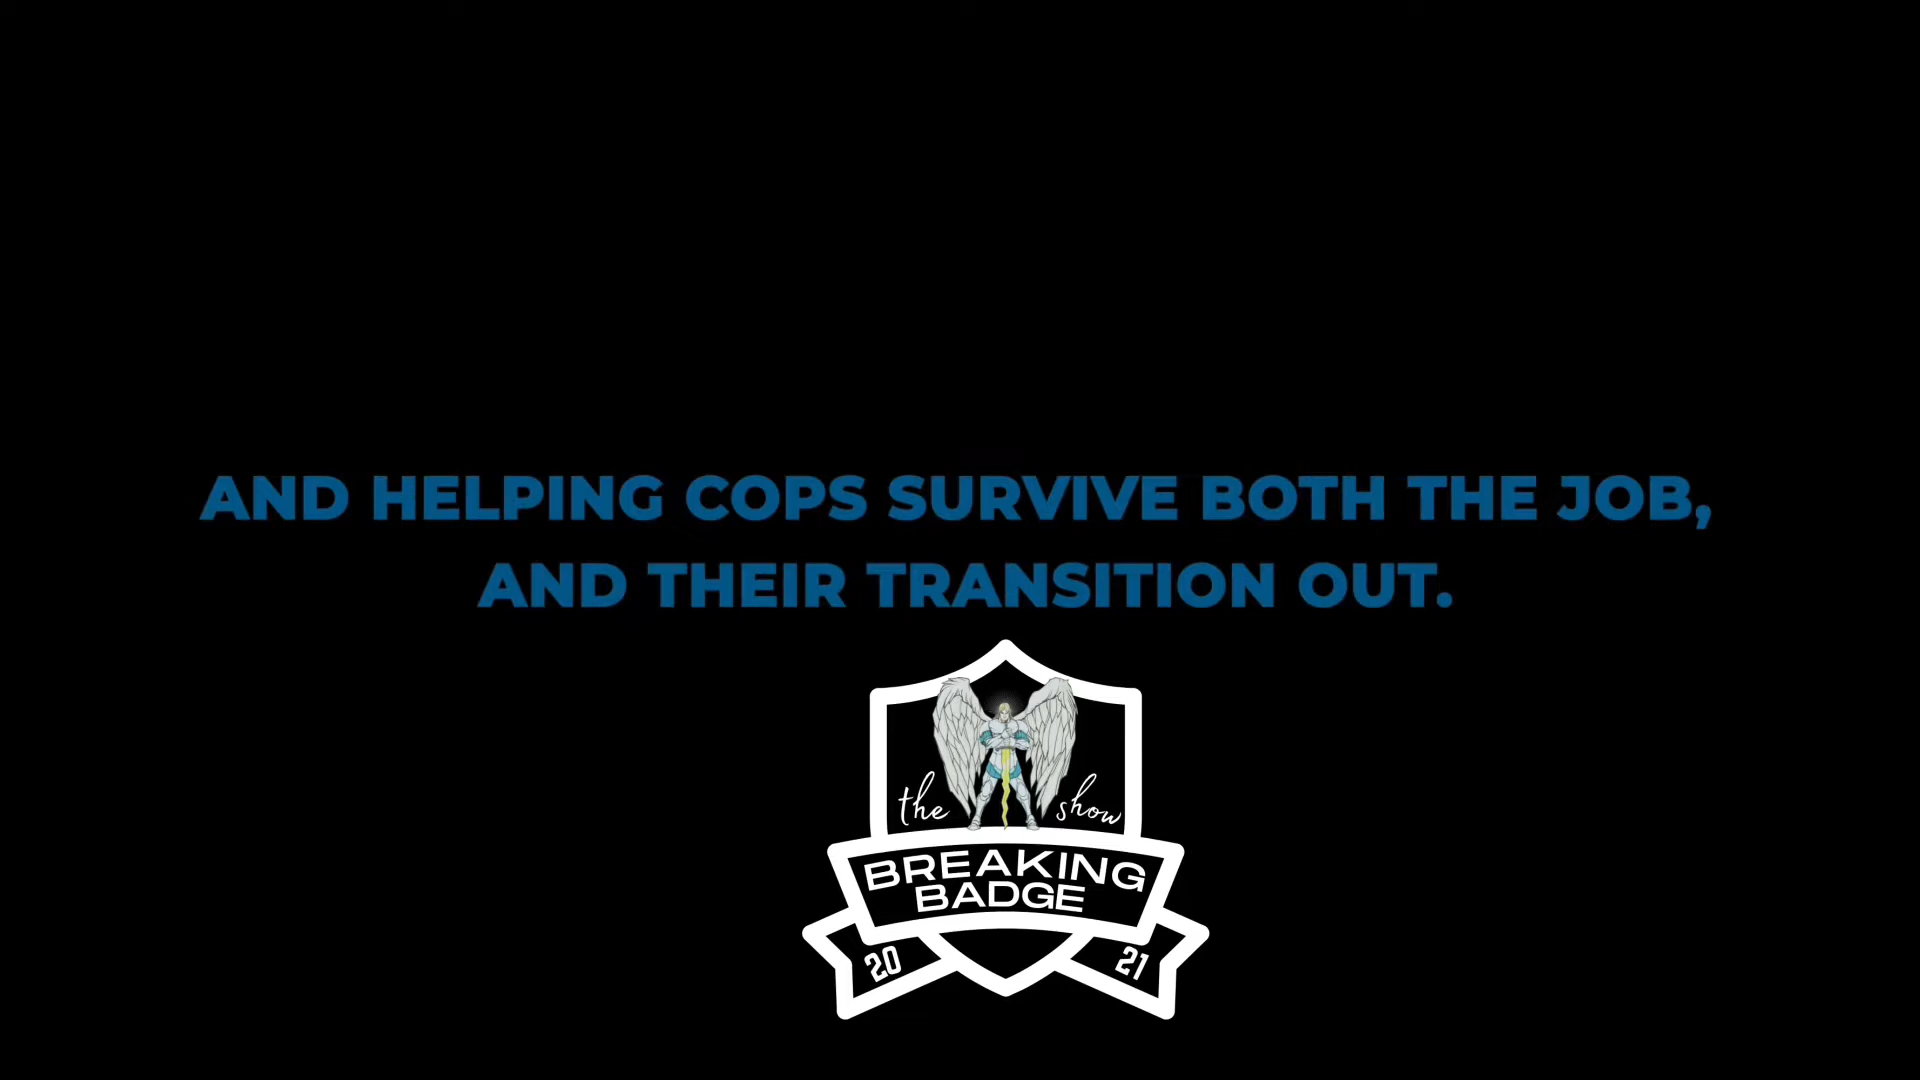 AND HELPING COPS SURVIVE BOTH THE JOB,
AND THEIR TRANSITION OUT.
the show
BREAKING
BADGE
20 21